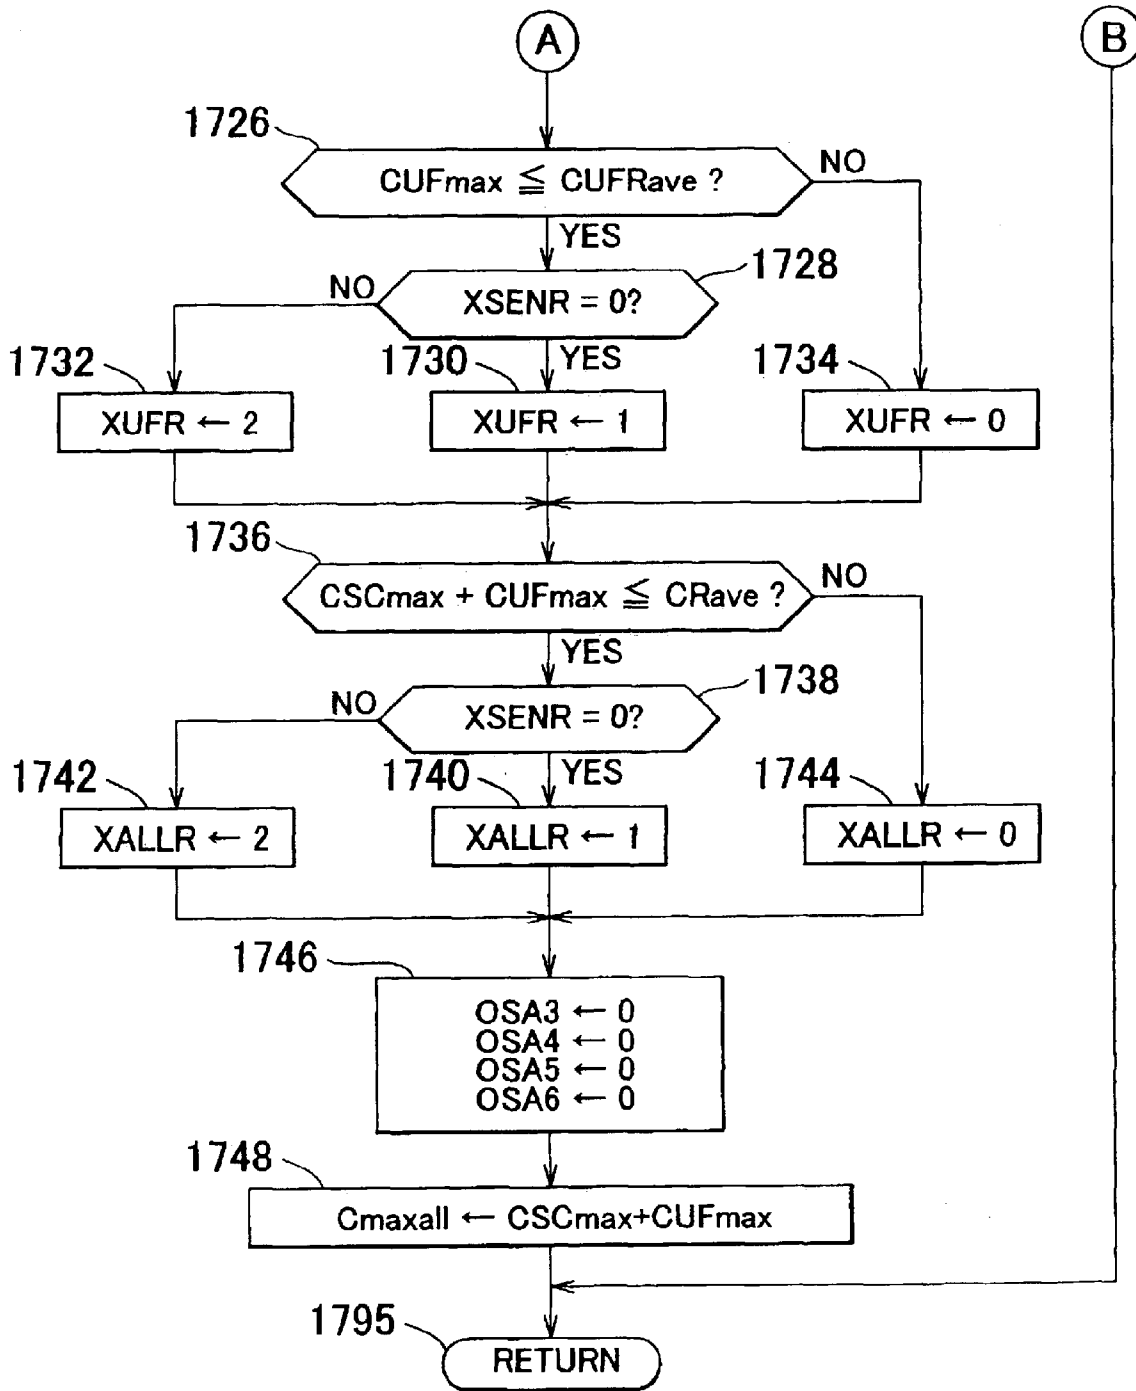 A
B
1726
CUFmax ≦ CUFRave ?
NO
YES
1728
NO
XSENR = 0?
YES
1732
1730
1734
XUFR ← 2
XUFR ← 1
XUFR ← 0
1736
CSCmax + CUFmax ≦ CRave ?
NO
YES
1738
NO
XSENR = 0?
YES
1742
1740
1744
XALLR ← 2
XALLR ← 1
XALLR ← 0
1746
OSA3 ← 0
OSA4 ← 0
OSA5 ← 0
OSA6 ← 0
1748
Cmaxall ← CSCmax+CUFmax
1795
RETURN